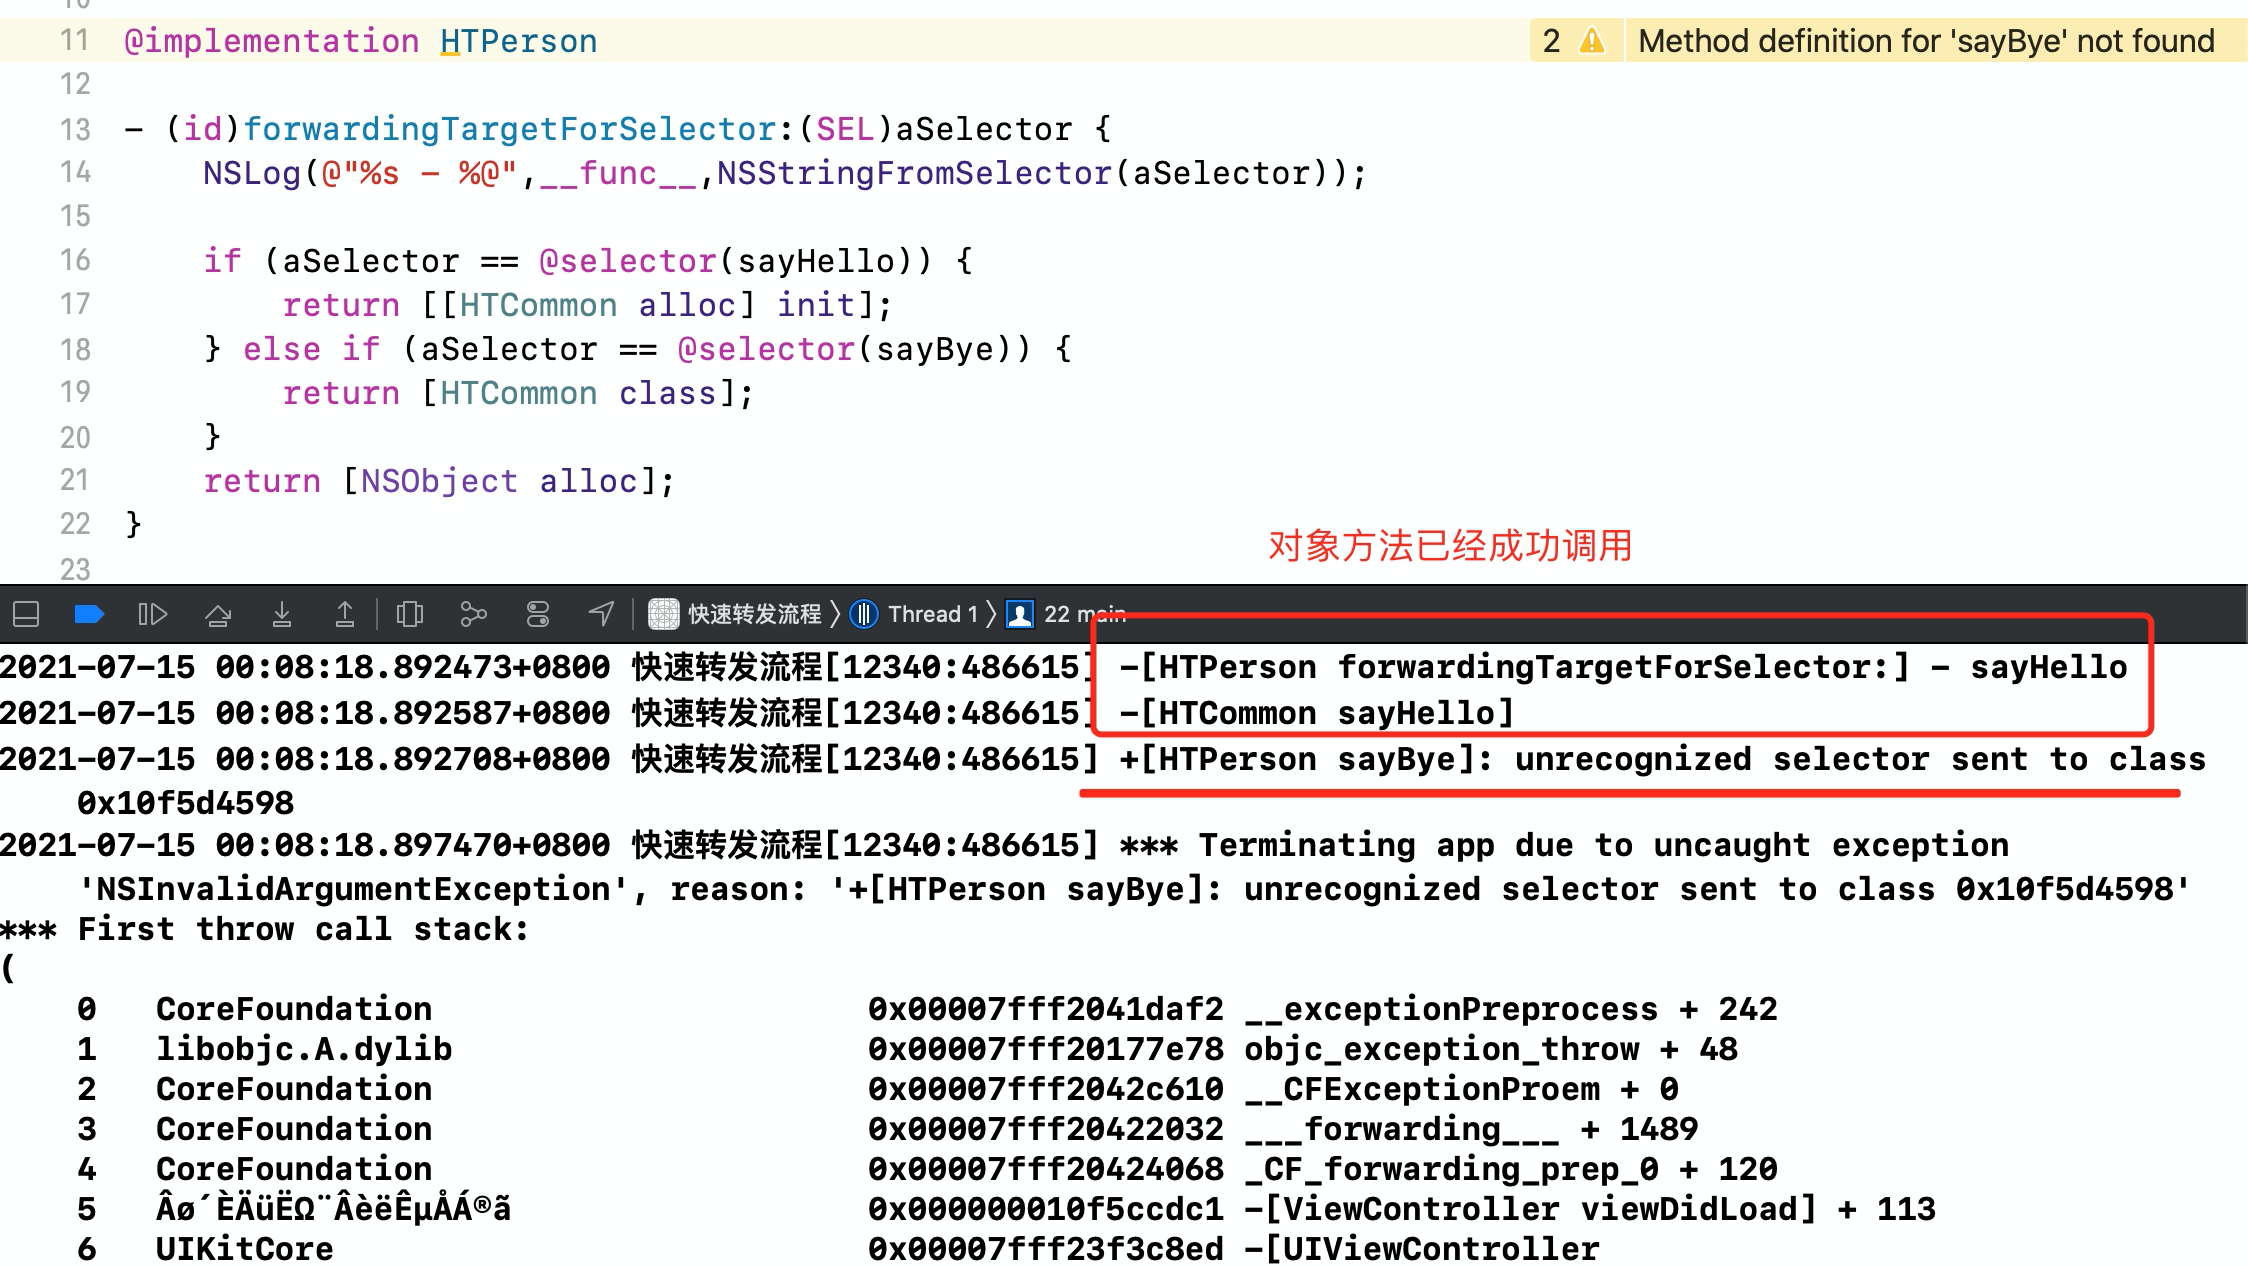 11 @implementation HTPerson 2 Method definition for 'sayBye' not found
12
13 - (id)forwardingTargetForSelector:(SEL)aSelector {
14 NSLog(@"%s - %@",__func__,NSStringFromSelector(aSelector));
15
16 if (aSelector == @selector(sayHello)) {
17 return [[HTCommon alloc] init];
18 } else if (aSelector == @selector(sayBye)) {
19 return [HTCommon class];
20 }
21 return [NSObject alloc];
22 }
对象方法已经成功调用
23
快速转发流程 〉 Thread 1 〉 22 main
2021-07-15 00:08:18.892473+0800 快速转发流程[12340:486615] -[HTPerson forwardingTargetForSelector:] - sayHello
2021-07-15 00:08:18.892587+0800 快速转发流程[12340:486615] -[HTCommon sayHello]
2021-07-15 00:08:18.892708+0800 快速转发流程[12340:486615] +[HTPerson sayBye]: unrecognized selector sent to class
0x10f5d4598
2021-07-15 00:08:18.897470+0800 快速转发流程[12340:486615] *** Terminating app due to uncaught exception
'NSInvalidArgumentException', reason: '+[HTPerson sayBye]: unrecognized selector sent to class 0x10f5d4598'
*** First throw call stack:
(
0 CoreFoundation 0x00007fff2041daf2 __exceptionPreprocess + 242
1 libobjc.A.dylib 0x00007fff20177e78 objc_exception_throw + 48
2 CoreFoundation 0x00007fff2042c610 __CFExceptionProem + 0
3 CoreFoundation 0x00007fff20422032 ___forwarding___ + 1489
4 CoreFoundation 0x00007fff20424068 _CF_forwarding_prep_0 + 120
5 Âø´ÈÄüËΩ¨ÂèëÊµÅÁ®ã 0x000000010f5ccdc1 -[ViewController viewDidLoad] + 113
6 UIKitCore 0x00007fff23f3c8ed -[UIViewController